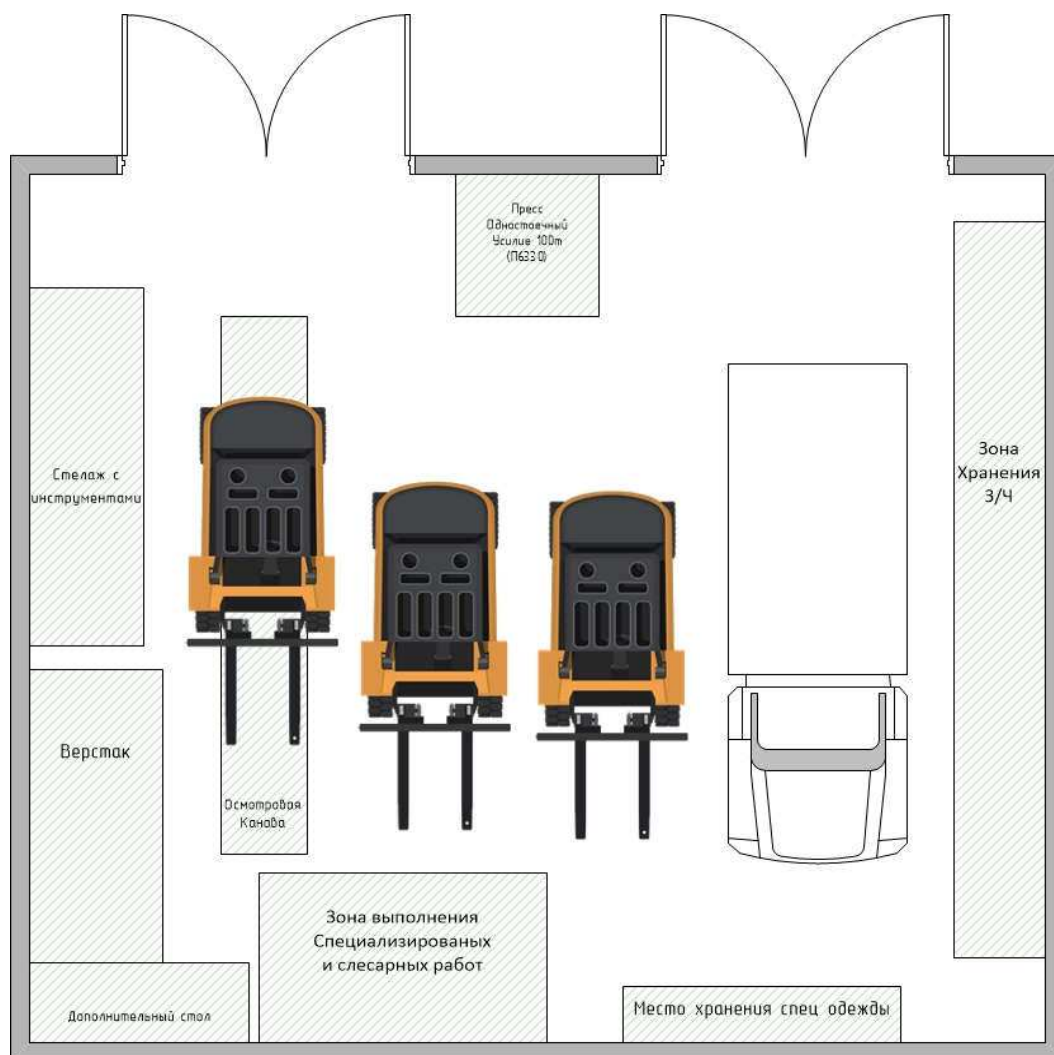 Пресс
Одностоечный
Усилие 100т
(П6330)
Зона
Хранения
З/Ч
Стелаж с
инструментами
Верстак
Осмотровая
Канава
Зона выполнения
Специализированых
и слесарных работ
Место хранения спец одежды
Дополнительный стол